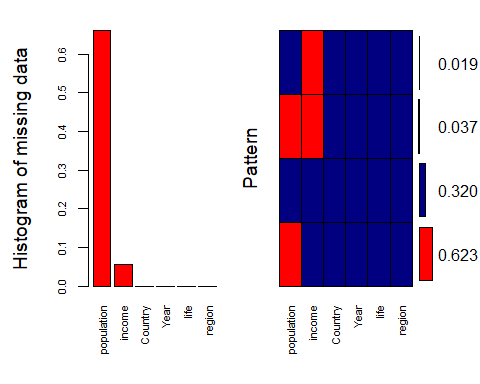 Histogram of missing data
0.6
0.5
0.4
0.3
0.2
0.1
0.0
population
income
Country
Year
life
region
Pattern
population
income
Country
Year
life
region
0.019
0.037
0.320
0.623